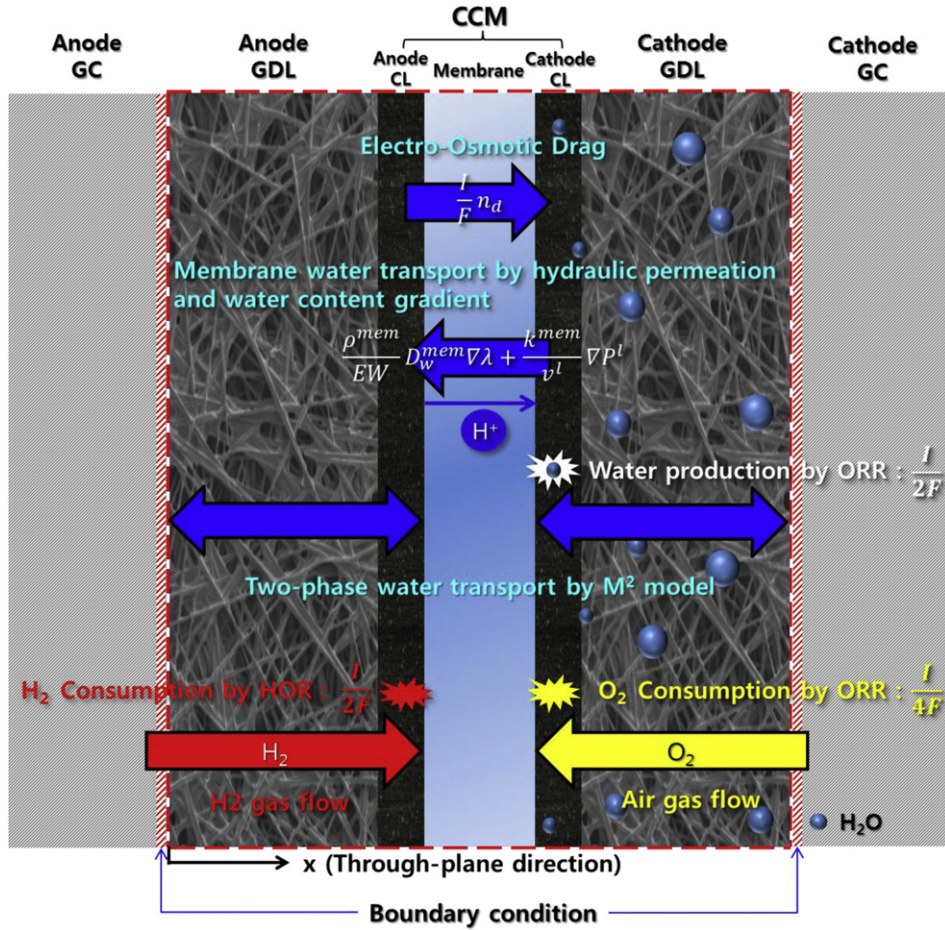 CCM
Anode
GC
Anode
GDL
Anode
CL
Membrane
Cathode
CL
Cathode
GDL
Cathode
GC
Electro-Osmotic Drag
I/F n_d
Membrane water transport by hydraulic permeation
and water content gradient
ρ^mem/EW D_w^mem ∇λ + k^mem/v^l ∇P^l
H⁺
Water production by ORR : I/2F
Two-phase water transport by M² model
H₂ Consumption by HOR : I/2F
O₂ Consumption by ORR : I/4F
H₂
O₂
H2 gas flow
Air gas flow
H₂O
x (Through-plane direction)
Boundary condition